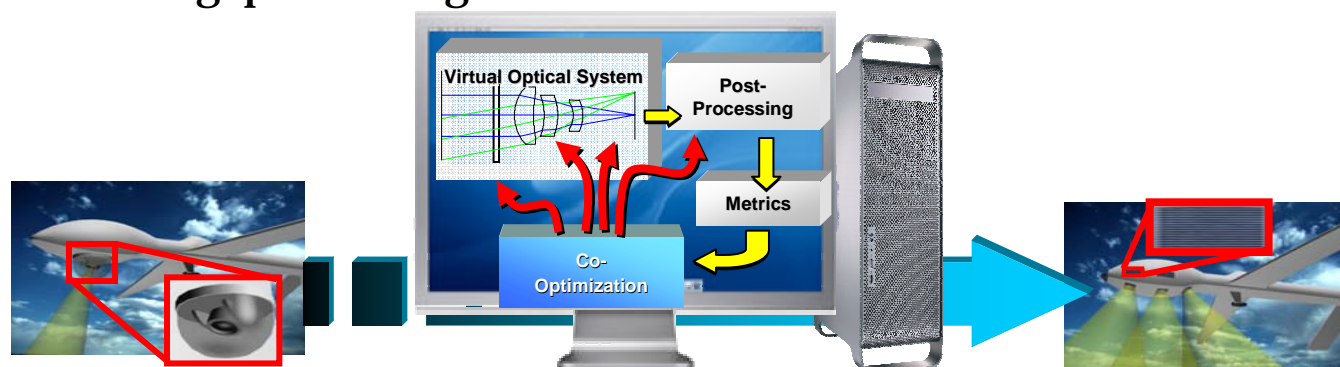 Virtual Optical System
Post-
Processing
Metrics
Co-
Optimization